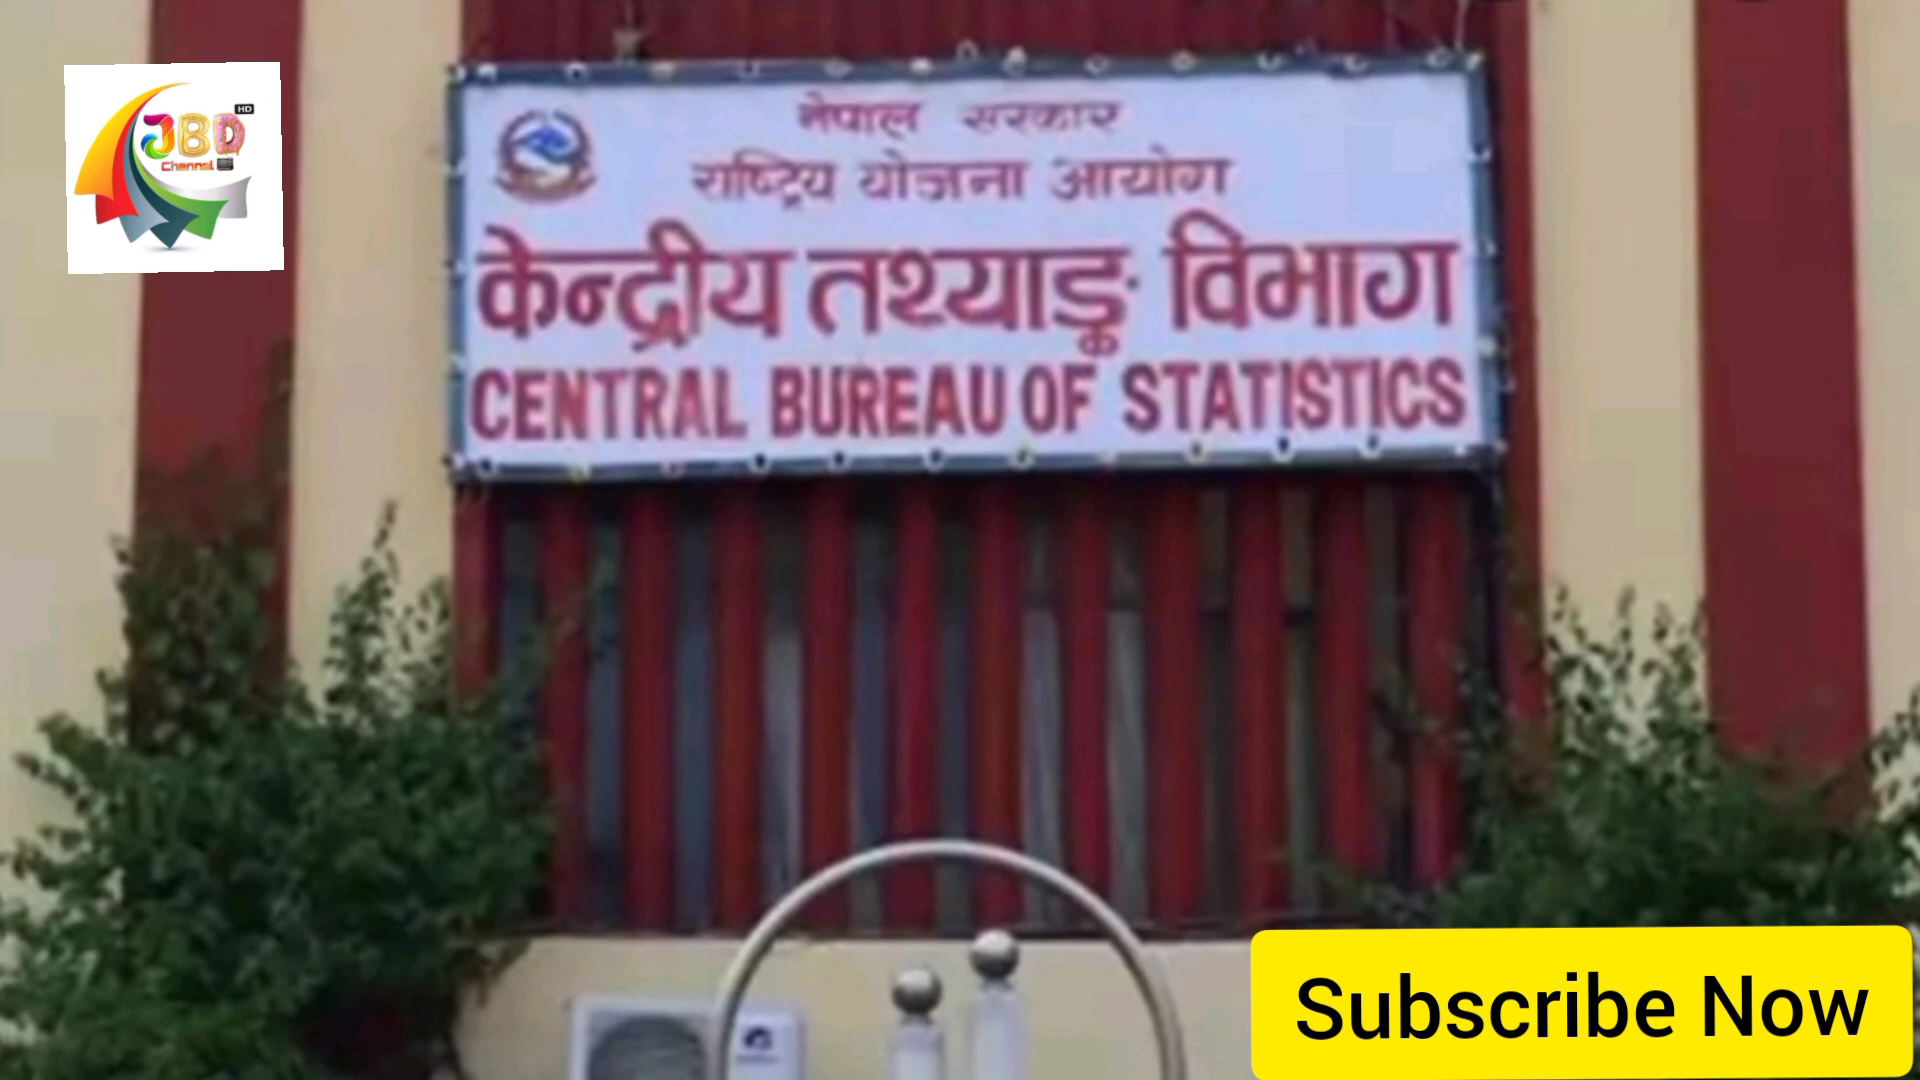 JBD
HD
Channel
नेपाल सरकार
राष्ट्रिय योजना आयोग
केन्द्रीय तथ्याङ्क विभाग
CENTRAL BUREAU OF STATISTICS
Subscribe Now